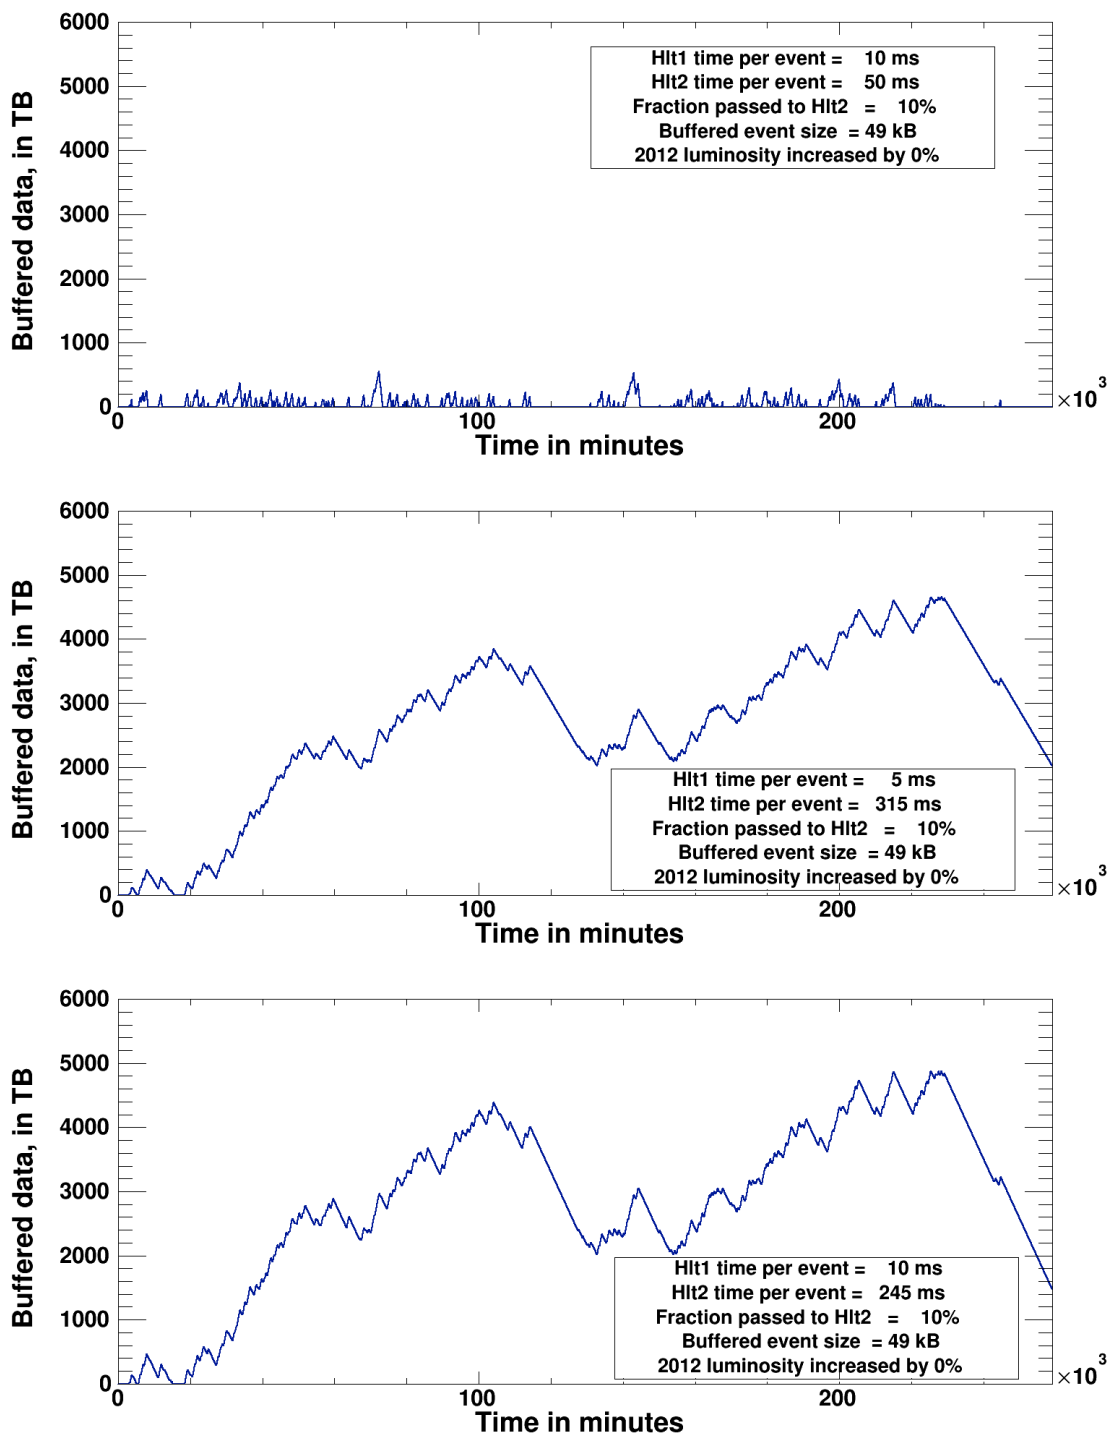 6000
5000
4000
3000
2000
1000
0
Buffered data, in TB
Hlt1 time per event = 10 ms
Hlt2 time per event = 50 ms
Fraction passed to Hlt2 = 10%
Buffered event size = 49 kB
2012 luminosity increased by 0%
0 100 200 ×10³
Time in minutes
6000
5000
4000
3000
2000
1000
0
Buffered data, in TB
Hlt1 time per event = 5 ms
Hlt2 time per event = 315 ms
Fraction passed to Hlt2 = 10%
Buffered event size = 49 kB
2012 luminosity increased by 0%
0 100 200 ×10³
Time in minutes
6000
5000
4000
3000
2000
1000
0
Buffered data, in TB
Hlt1 time per event = 10 ms
Hlt2 time per event = 245 ms
Fraction passed to Hlt2 = 10%
Buffered event size = 49 kB
2012 luminosity increased by 0%
0 100 200 ×10³
Time in minutes